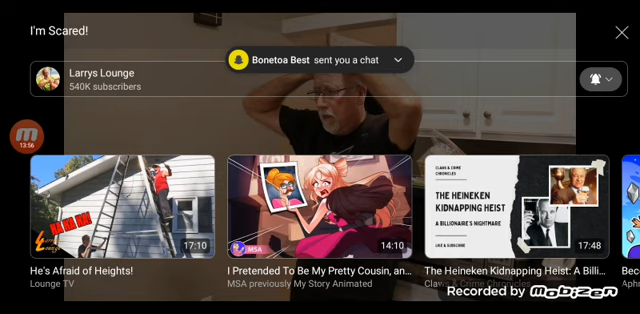 I'm Scared!
Bonetoa Best sent you a chat
Larrys Lounge
540K subscribers
13:56
17:10
MSA
14:10
CLAWS & CRIME
CHRONICLES
THE HEINEKEN
KIDNAPPING HEIST
A BILLIONAIRE'S NIGHTMARE
LIKE & SUBSCRIBE
17:48
He's Afraid of Heights!
Lounge TV
I Pretended To Be My Pretty Cousin, an...
MSA previously My Story Animated
The Heineken Kidnapping Heist: A Billi...
Claws & Crime Chronicles
Bec
Aph
Recorded by mobizen